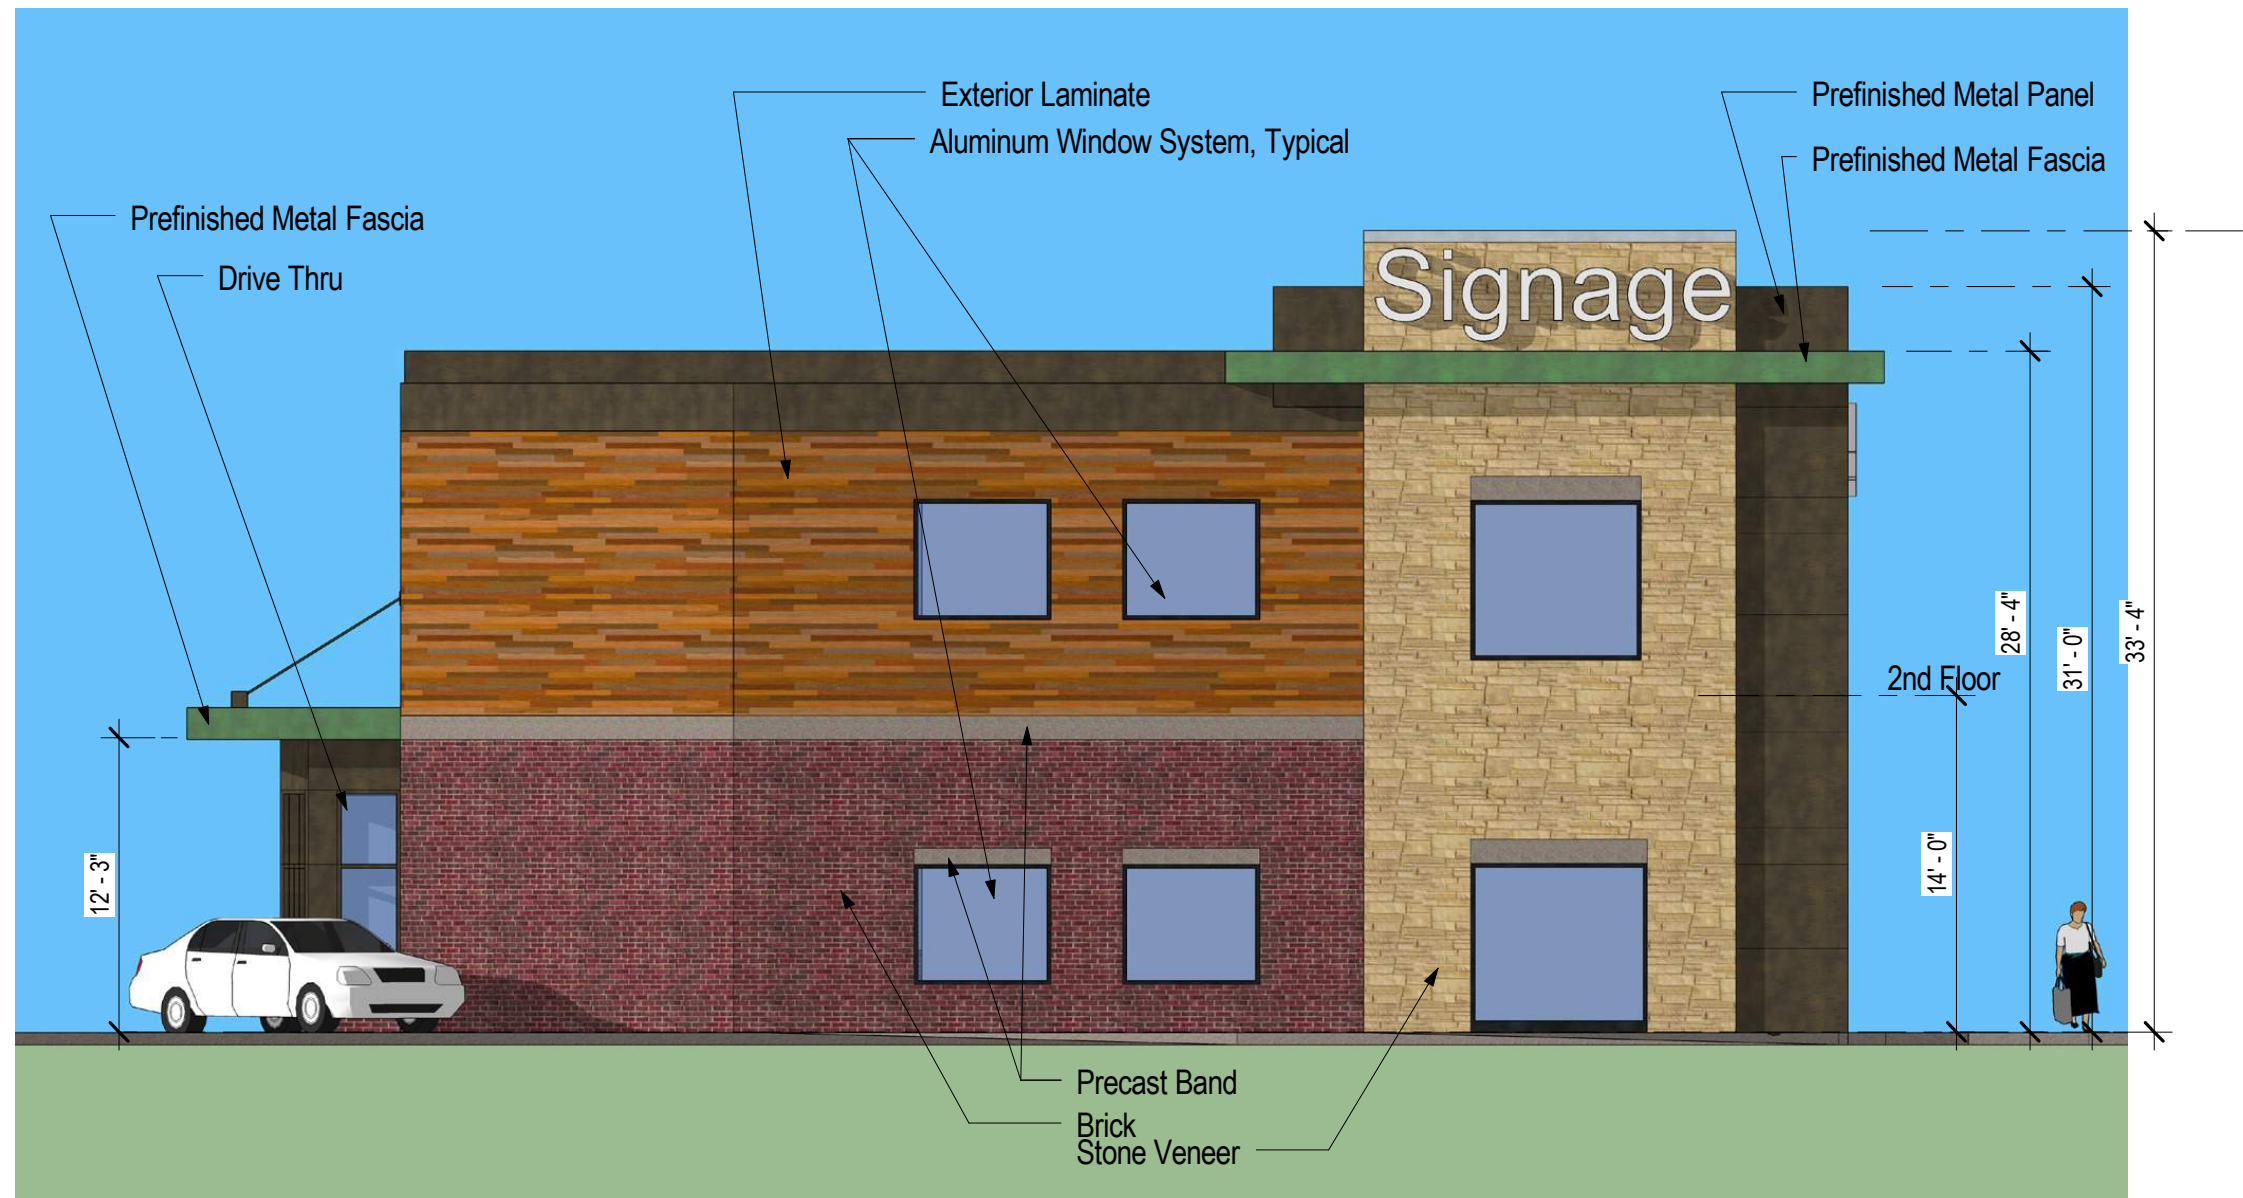 Exterior Laminate
Prefinished Metal Panel
Aluminum Window System, Typical
Prefinished Metal Fascia
Prefinished Metal Fascia
Drive Thru
Signage
28' - 4"
33' - 4"
31' - 0"
2nd Floor
14' - 0"
12' - 3"
Precast Band
Brick
Stone Veneer